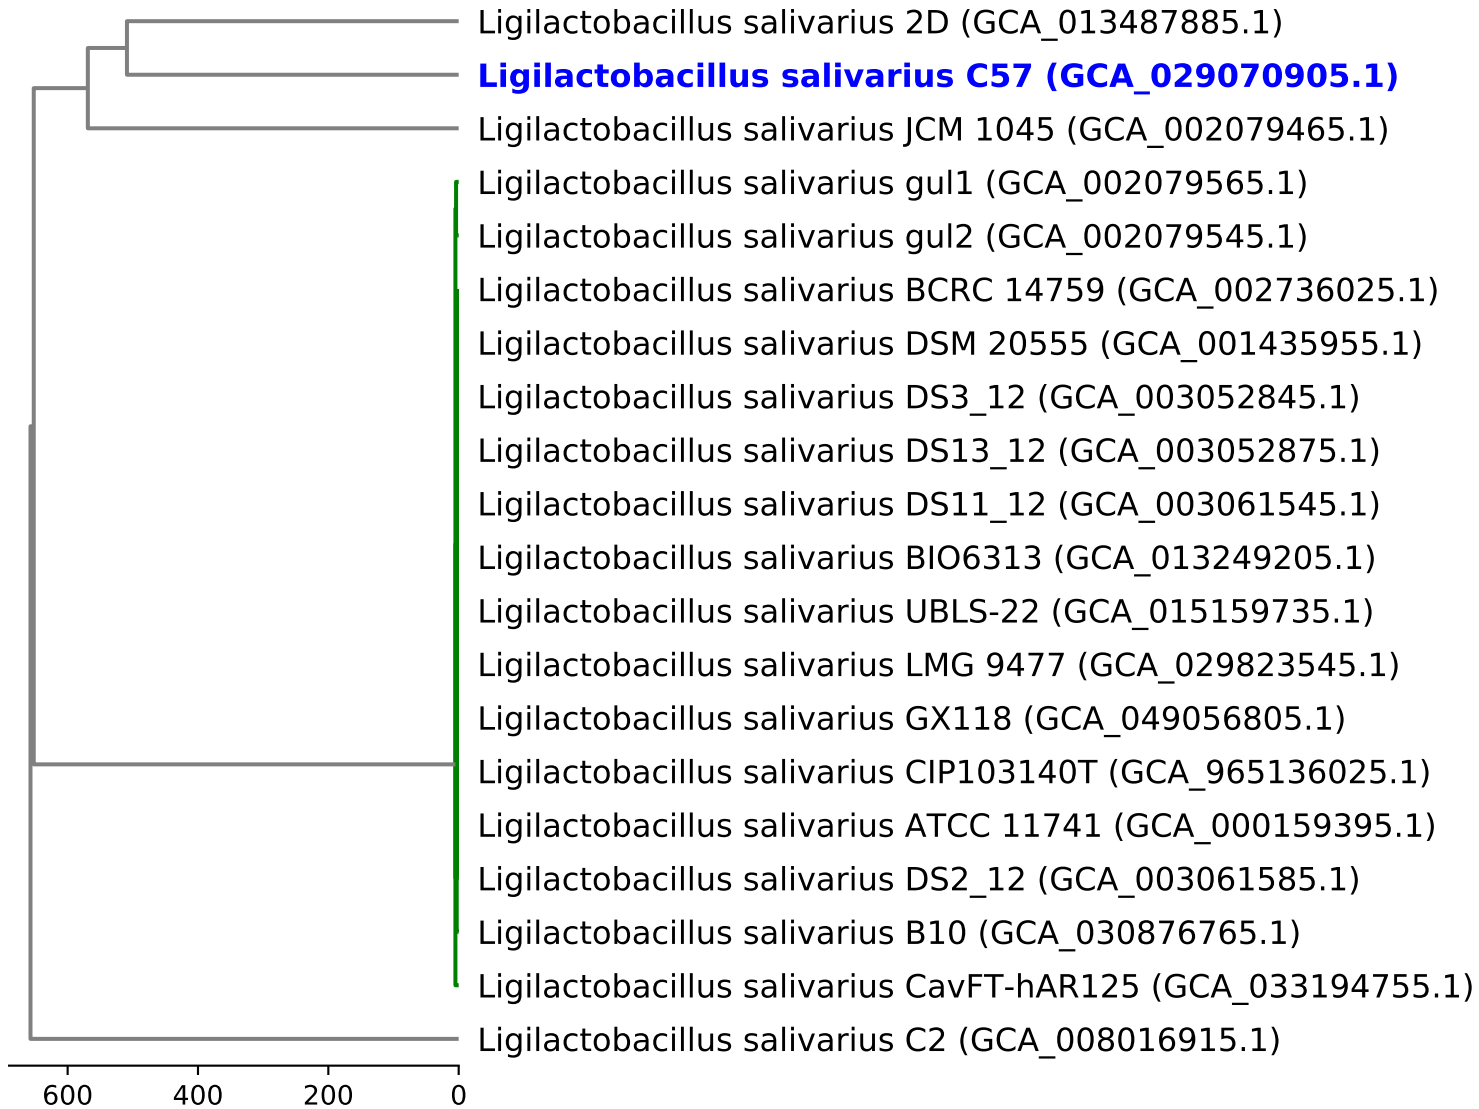 Ligilactobacillus salivarius 2D (GCA_013487885.1)
Ligilactobacillus salivarius C57 (GCA_029070905.1)
Ligilactobacillus salivarius JCM 1045 (GCA_002079465.1)
Ligilactobacillus salivarius gul1 (GCA_002079565.1)
Ligilactobacillus salivarius gul2 (GCA_002079545.1)
Ligilactobacillus salivarius BCRC 14759 (GCA_002736025.1)
Ligilactobacillus salivarius DSM 20555 (GCA_001435955.1)
Ligilactobacillus salivarius DS3_12 (GCA_003052845.1)
Ligilactobacillus salivarius DS13_12 (GCA_003052875.1)
Ligilactobacillus salivarius DS11_12 (GCA_003061545.1)
Ligilactobacillus salivarius BIO6313 (GCA_013249205.1)
Ligilactobacillus salivarius UBLS-22 (GCA_015159735.1)
Ligilactobacillus salivarius LMG 9477 (GCA_029823545.1)
Ligilactobacillus salivarius GX118 (GCA_049056805.1)
Ligilactobacillus salivarius CIP103140T (GCA_965136025.1)
Ligilactobacillus salivarius ATCC 11741 (GCA_000159395.1)
Ligilactobacillus salivarius DS2_12 (GCA_003061585.1)
Ligilactobacillus salivarius B10 (GCA_030876765.1)
Ligilactobacillus salivarius CavFT-hAR125 (GCA_033194755.1)
Ligilactobacillus salivarius C2 (GCA_008016915.1)
600 400 200 0